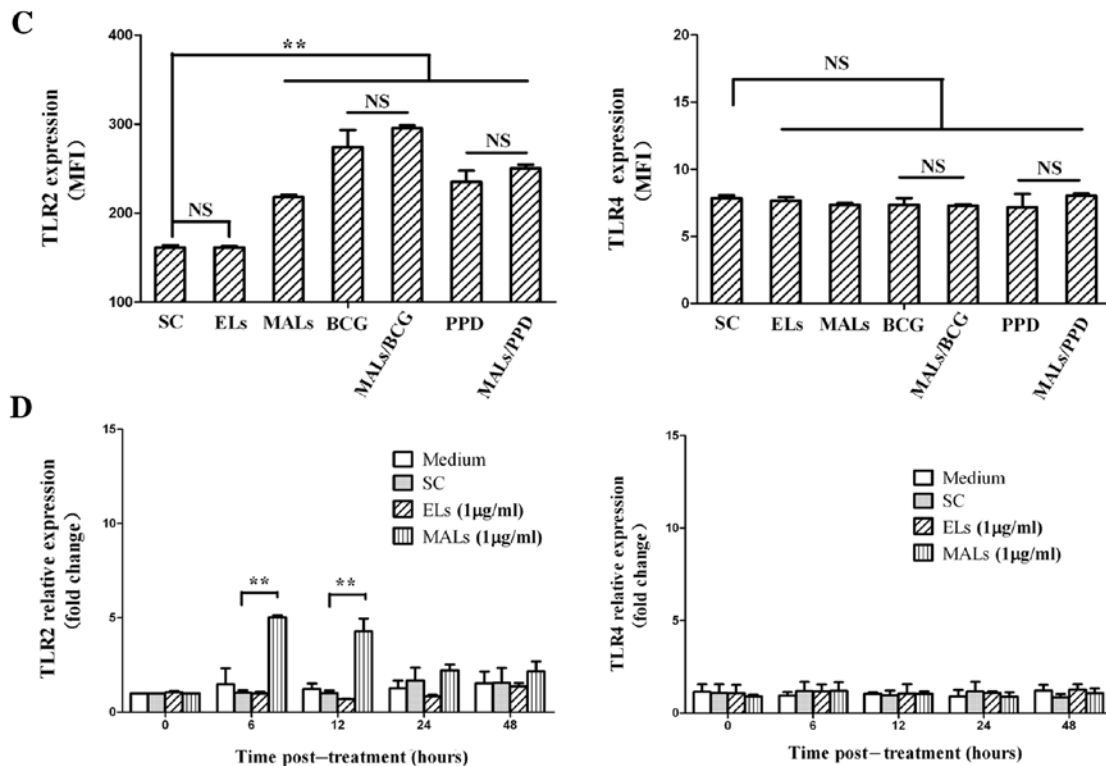 C
TLR2 expression
(MFI)
400
300
200
100
**
NS
NS
NS
SC
ELs
MALs
BCG
MALs/BCG
PPD
MALs/PPD
TLR4 expression
(MFI)
20
15
10
5
0
NS
NS
NS
SC
ELs
MALs
BCG
MALs/BCG
PPD
MALs/PPD
D
TLR2 relative expression
(fold change)
15
10
5
0
Medium
SC
ELs (1μg/ml)
MALs (1μg/ml)
**
**
0
6
12
24
48
Time post–treatment (hours)
TLR4 relative expression
(fold change)
15
10
5
0
Medium
SC
ELs (1μg/ml)
MALs (1μg/ml)
0
6
12
24
48
Time post–treatment (hours)